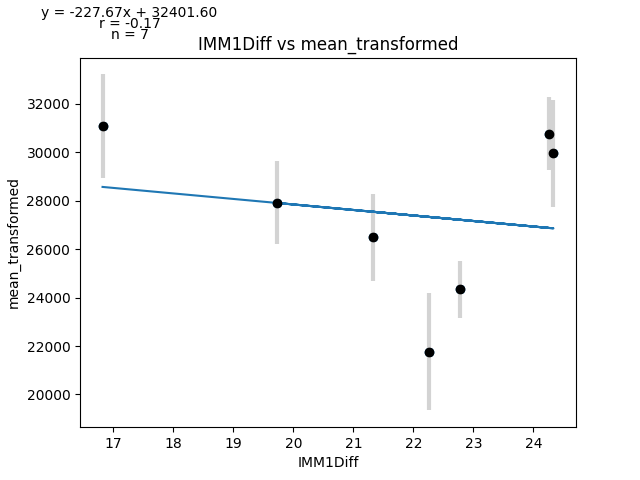 y = -227.67x + 32401.60
r = -0.17
n = 7
IMM1Diff vs mean_transformed
mean_transformed
32000
30000
28000
26000
24000
22000
20000
17 18 19 20 21 22 23 24
IMM1Diff